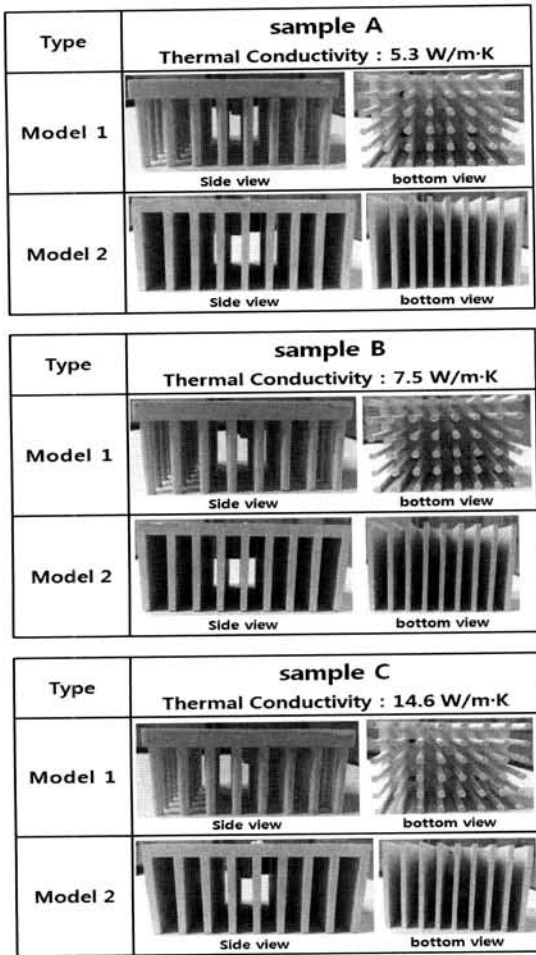 Type
sample A
Thermal Conductivity : 5.3 W/m·K
Model 1
Side view
bottom view
Model 2
Side view
bottom view
Type
sample B
Thermal Conductivity : 7.5 W/m·K
Model 1
Side view
bottom view
Model 2
Side view
bottom view
Type
sample C
Thermal Conductivity : 14.6 W/m·K
Model 1
Side view
bottom view
Model 2
Side view
bottom view